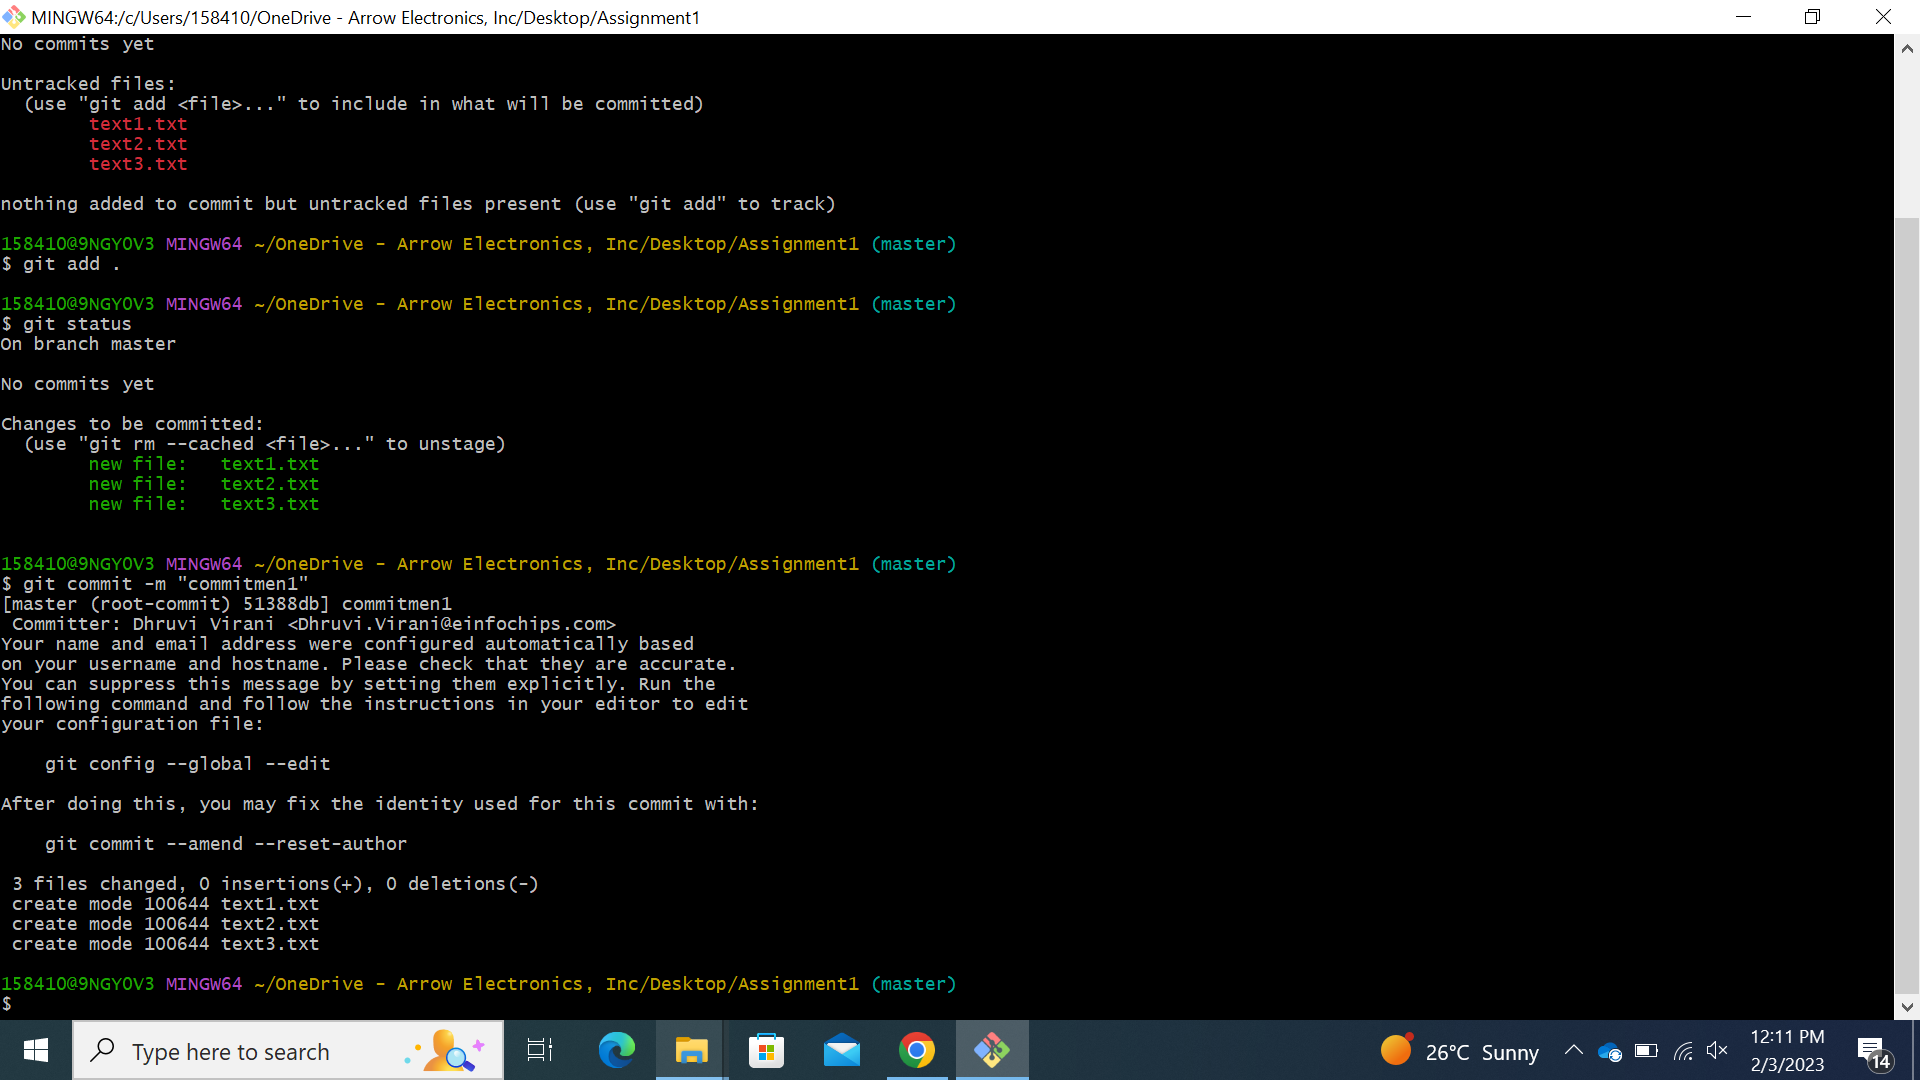 MINGW64:/c/Users/158410/OneDrive - Arrow Electronics, Inc/Desktop/Assignment1
No commits yet
Untracked files:
  (use "git add <file>..." to include in what will be committed)
        text1.txt
        text2.txt
        text3.txt
nothing added to commit but untracked files present (use "git add" to track)
158410@9NGY0V3 MINGW64 ~/OneDrive - Arrow Electronics, Inc/Desktop/Assignment1 (master)
$ git add .
158410@9NGY0V3 MINGW64 ~/OneDrive - Arrow Electronics, Inc/Desktop/Assignment1 (master)
$ git status
On branch master
No commits yet
Changes to be committed:
  (use "git rm --cached <file>..." to unstage)
        new file:   text1.txt
        new file:   text2.txt
        new file:   text3.txt
158410@9NGY0V3 MINGW64 ~/OneDrive - Arrow Electronics, Inc/Desktop/Assignment1 (master)
$ git commit -m "commitmen1"
[master (root-commit) 51388db] commitmen1
 Committer: Dhruvi Virani <Dhruvi.Virani@einfochips.com>
Your name and email address were configured automatically based
on your username and hostname. Please check that they are accurate.
You can suppress this message by setting them explicitly. Run the
following command and follow the instructions in your editor to edit
your configuration file:
    git config --global --edit
After doing this, you may fix the identity used for this commit with:
    git commit --amend --reset-author
 3 files changed, 0 insertions(+), 0 deletions(-)
 create mode 100644 text1.txt
 create mode 100644 text2.txt
 create mode 100644 text3.txt
158410@9NGY0V3 MINGW64 ~/OneDrive - Arrow Electronics, Inc/Desktop/Assignment1 (master)
$
Type here to search
26°C Sunny
12:11 PM
2/3/2023
14